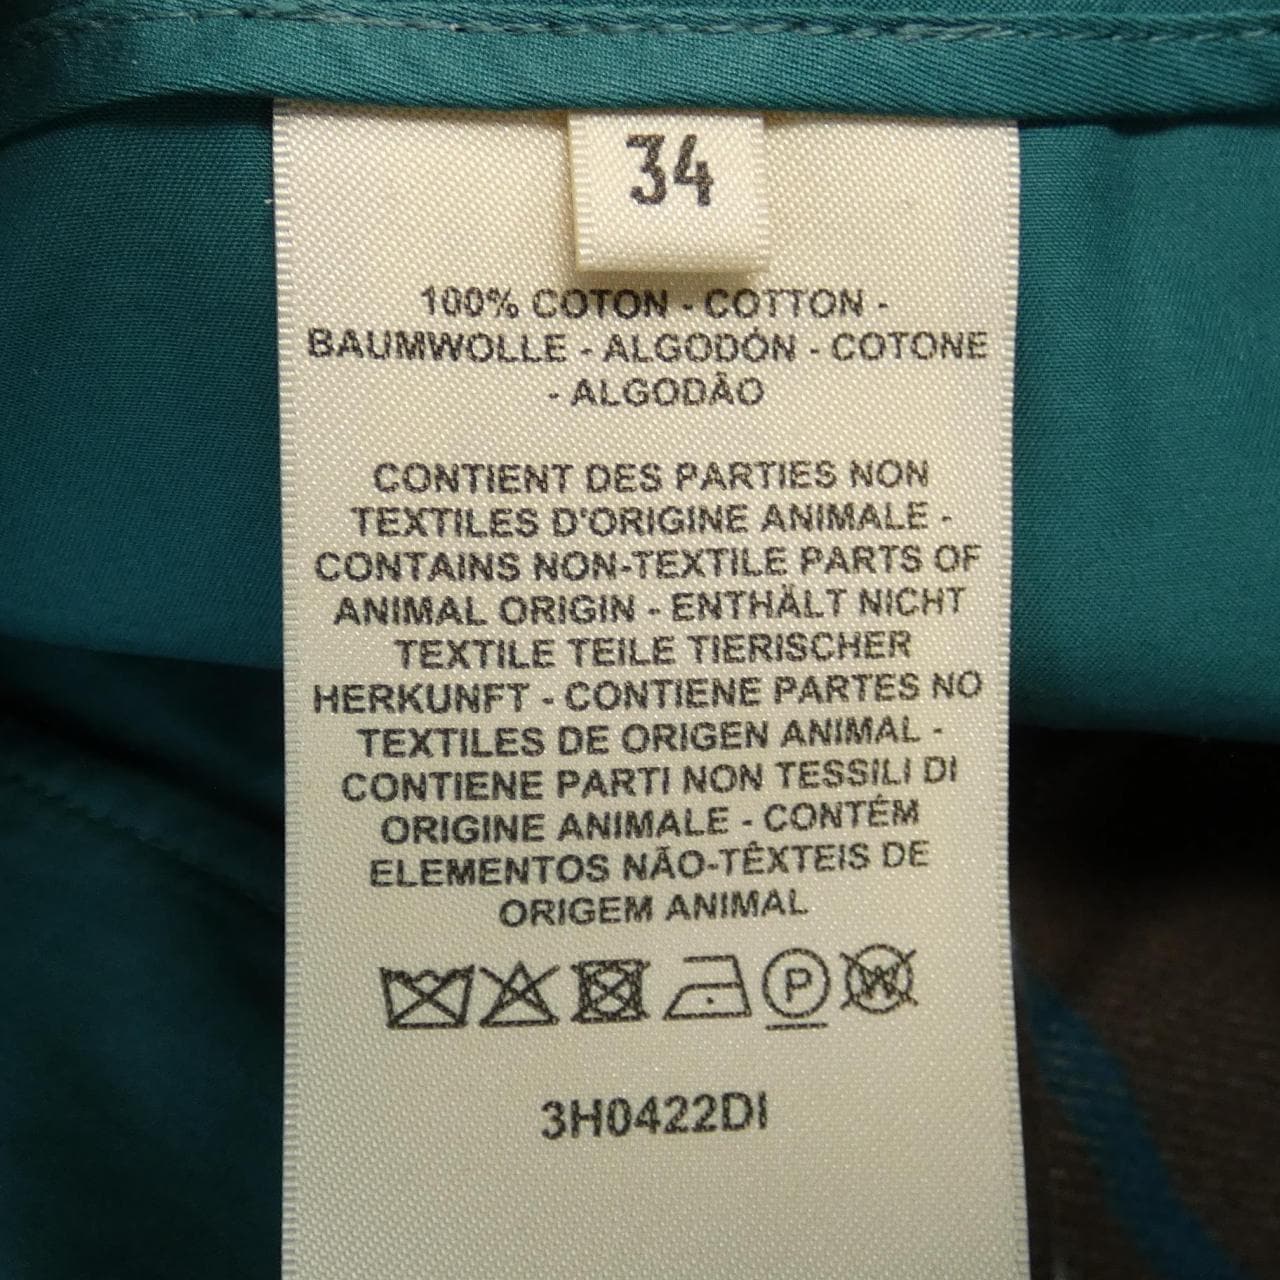 34
100% COTON - COTTON -
BAUMWOLLE - ALGODÓN - COTONE
- ALGODÃO
CONTIENT DES PARTIES NON
TEXTILES D'ORIGINE ANIMALE -
CONTAINS NON-TEXTILE PARTS OF
ANIMAL ORIGIN - ENTHÄLT NICHT
TEXTILE TEILE TIERISCHER
HERKUNFT - CONTIENE PARTES NO
TEXTILES DE ORIGEN ANIMAL -
CONTIENE PARTI NON TESSILI DI
ORIGINE ANIMALE - CONTÉM
ELEMENTOS NÃO-TÊXTEIS DE
ORIGEM ANIMAL
P W
3H0422DI